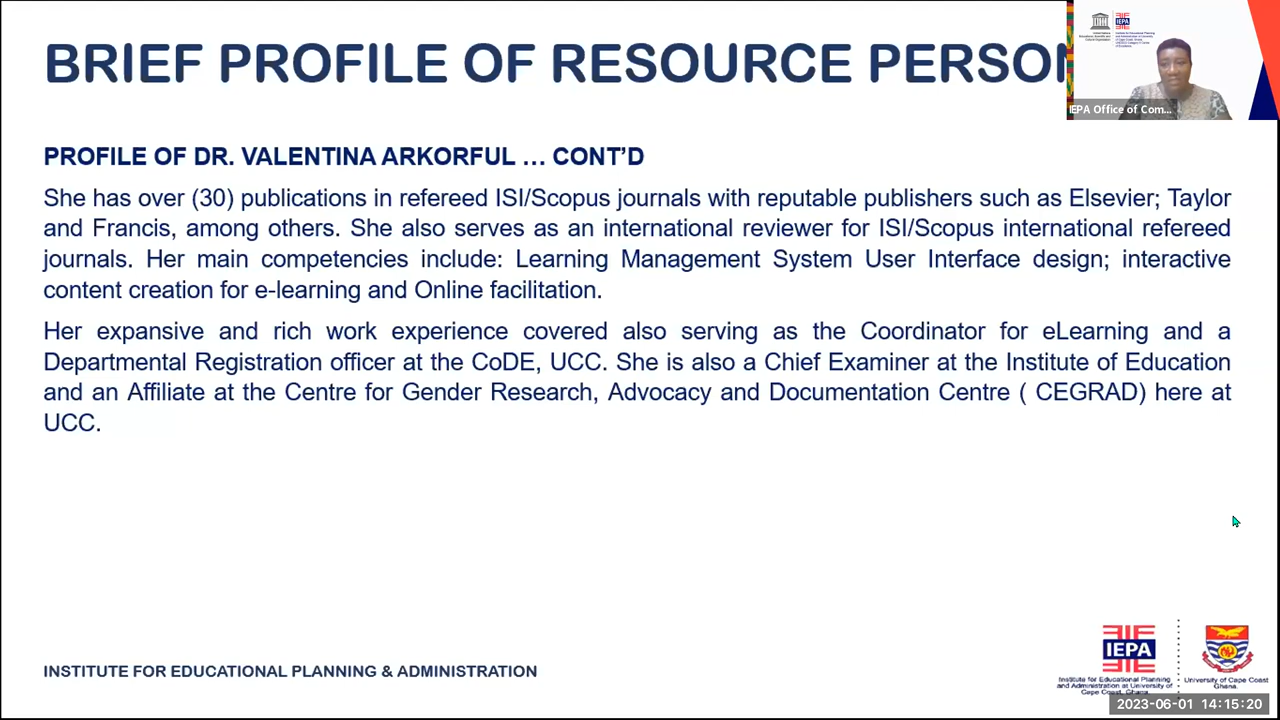 BRIEF PROFILE OF RESOURCE PERSON
IEPA
IEPA Office of Com...
PROFILE OF DR. VALENTINA ARKORFUL … CONT’D
She has over (30) publications in refereed ISI/Scopus journals with reputable publishers such as Elsevier; Taylor
and Francis, among others. She also serves as an international reviewer for ISI/Scopus international refereed
journals. Her main competencies include: Learning Management System User Interface design; interactive
content creation for e-learning and Online facilitation.
Her expansive and rich work experience covered also serving as the Coordinator for eLearning and a
Departmental Registration officer at the CoDE, UCC. She is also a Chief Examiner at the Institute of Education
and an Affiliate at the Centre for Gender Research, Advocacy and Documentation Centre ( CEGRAD) here at
UCC.
INSTITUTE FOR EDUCATIONAL PLANNING & ADMINISTRATION
IEPA
Institute for Educational Planning
and Administration at University of
Cape Coast, Ghana.
University of Cape Coast
Ghana.
2023-06-01 14:15:20